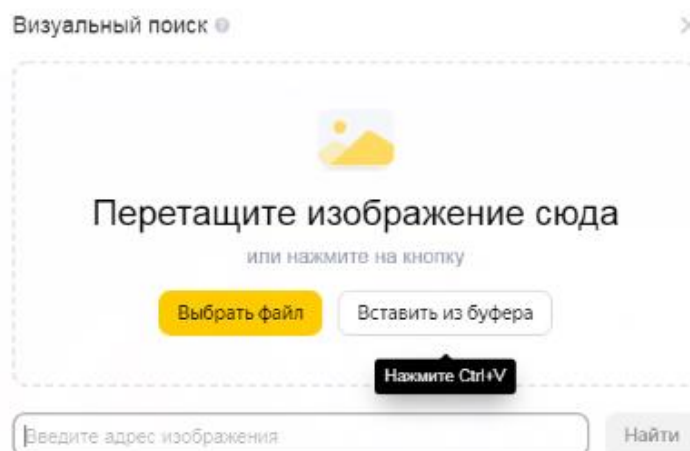 Визуальный поиск
Перетащите изображение сюда
или нажмите на кнопку
Выбрать файл
Вставить из буфера
Нажмите Ctrl+V
Введите адрес изображения
Найти